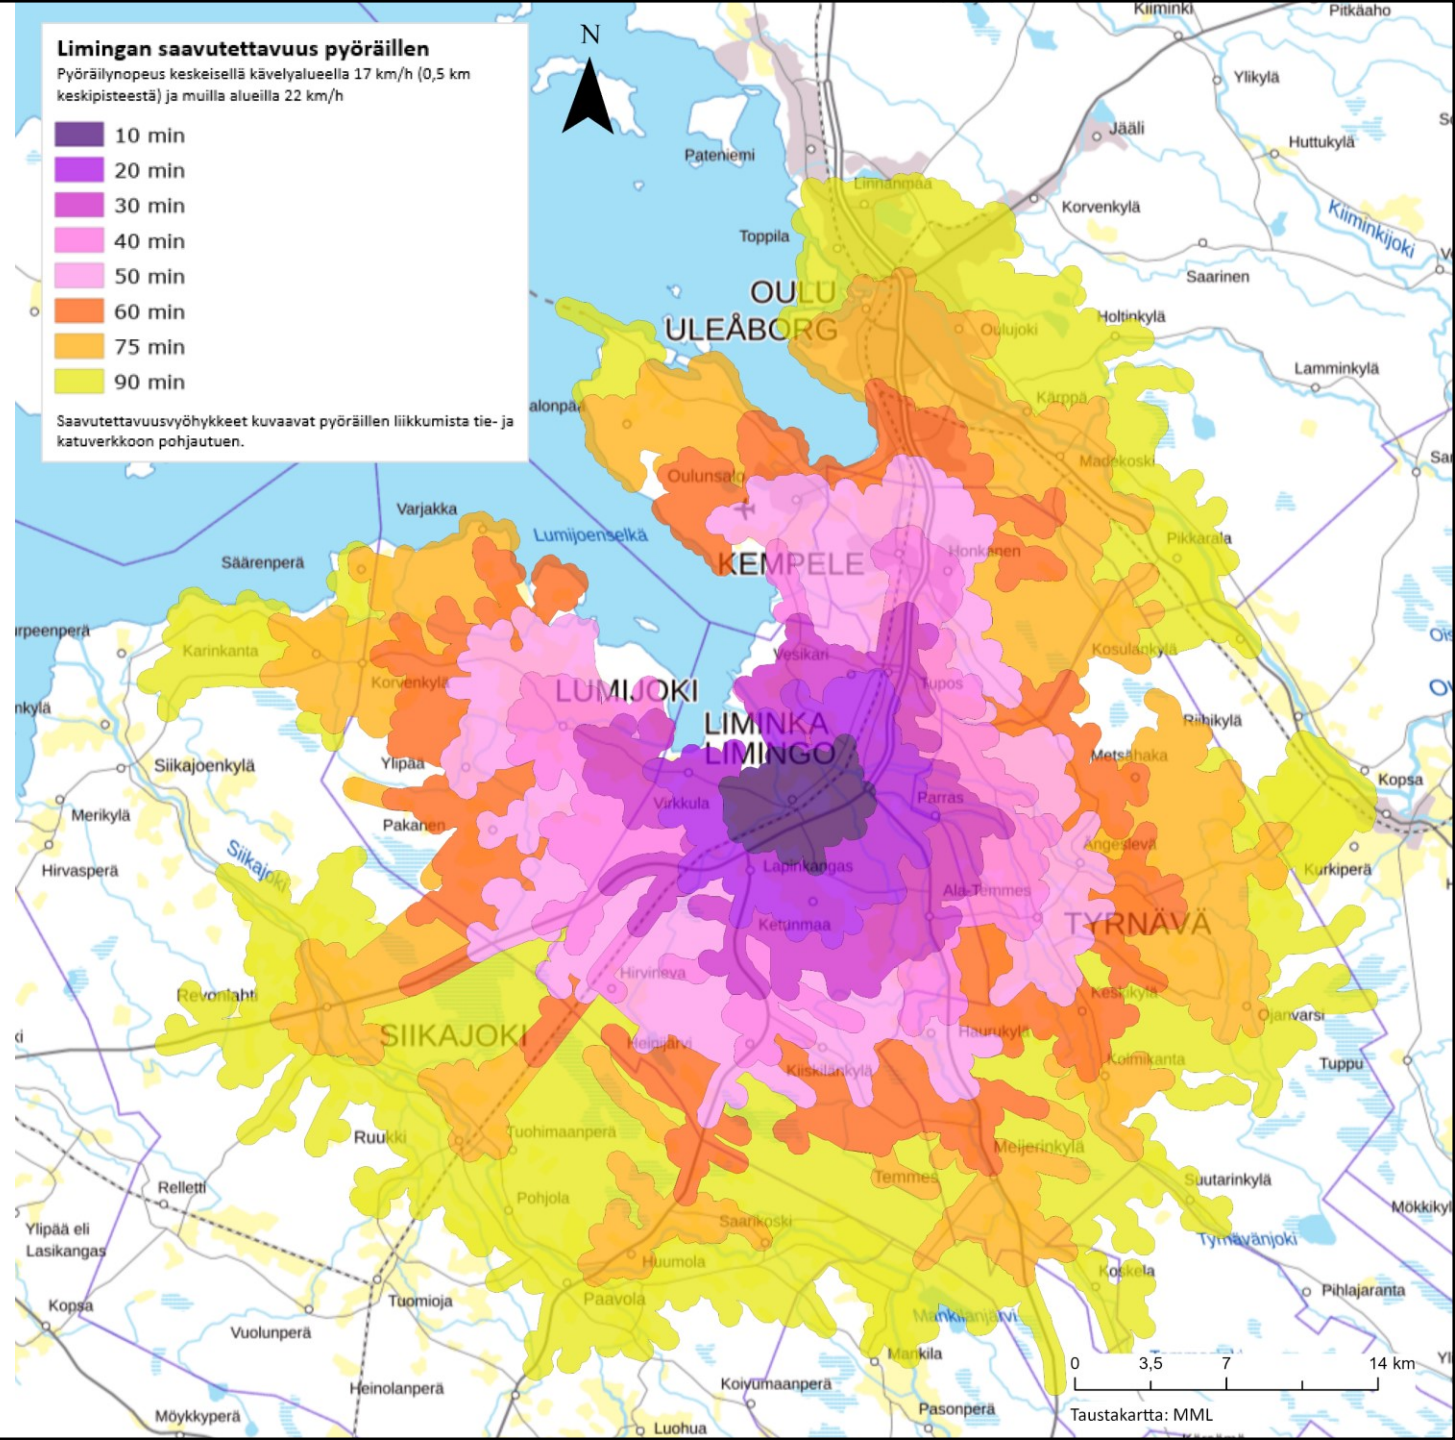 Limingan saavutettavuus pyöräillen
Pyöräilynopeus keskeisellä kävelyalueella 17 km/h (0,5 km
keskipisteestä) ja muilla alueilla 22 km/h
10 min
20 min
30 min
40 min
50 min
60 min
75 min
90 min
Saavutettavuusvyöhykkeet kuvaavat pyöräillen liikkumista tie- ja
katuverkkoon pohjautuen.
N
Kiiminki
Pitkäaho
Ylikylä
Jääli
Huttukylä
Pateniemi
Linnanmaa
Korvenkylä
Kiiminkijoki
Toppila
Saarinen
OULU
ULEÅBORG
Oulujoki
Holtinkylä
Lamminkylä
Kärppä
alonpää
Madekoski
Oulunsalo
Varjakka
Lumijoenselkä
Pikkarala
Säärenperä
KEMPELE
Honkanen
rpeenperä
Karinkanta
Kosulankylä
Vesikari
Korvenkylä
LUMIJOKI
Tupos
nkylä
LIMINKA
LIMINGO
Riihikylä
Siikajoenkylä
Ylipää
Metsähaka
Kopsa
Merikylä
Pakanen
Virkkula
Parras
Hirvasperä
Siikajoki
Lapinkangas
Ängeslevä
Kurkiperä
Ala-Temmes
Ketunmaa
TYRNÄVÄ
Hirvineva
Revonlahti
Keskikylä
Ojanvarsi
SIIKAJOKI
Heinijärvi
Haurukylä
Kiiskilänkylä
Kolmikanta
Tuppu
Ruukki
Tuohimaanperä
Meijerinkylä
Temmes
Suutarinkylä
Relletti
Pohjola
Mökkikyl
Ylipää eli
Lasikangas
Saarikoski
Tyrnävänjoki
Huumola
Koskela
Pihlajaranta
Kopsa
Tuomioja
Paavola
Mankilanjärvi
Vuolunperä
Mankila
0 3,5 7 14 km
Heinolanperä
Koivumaanperä
Pasonperä
Möykkyperä
Luohua
Taustakartta: MML